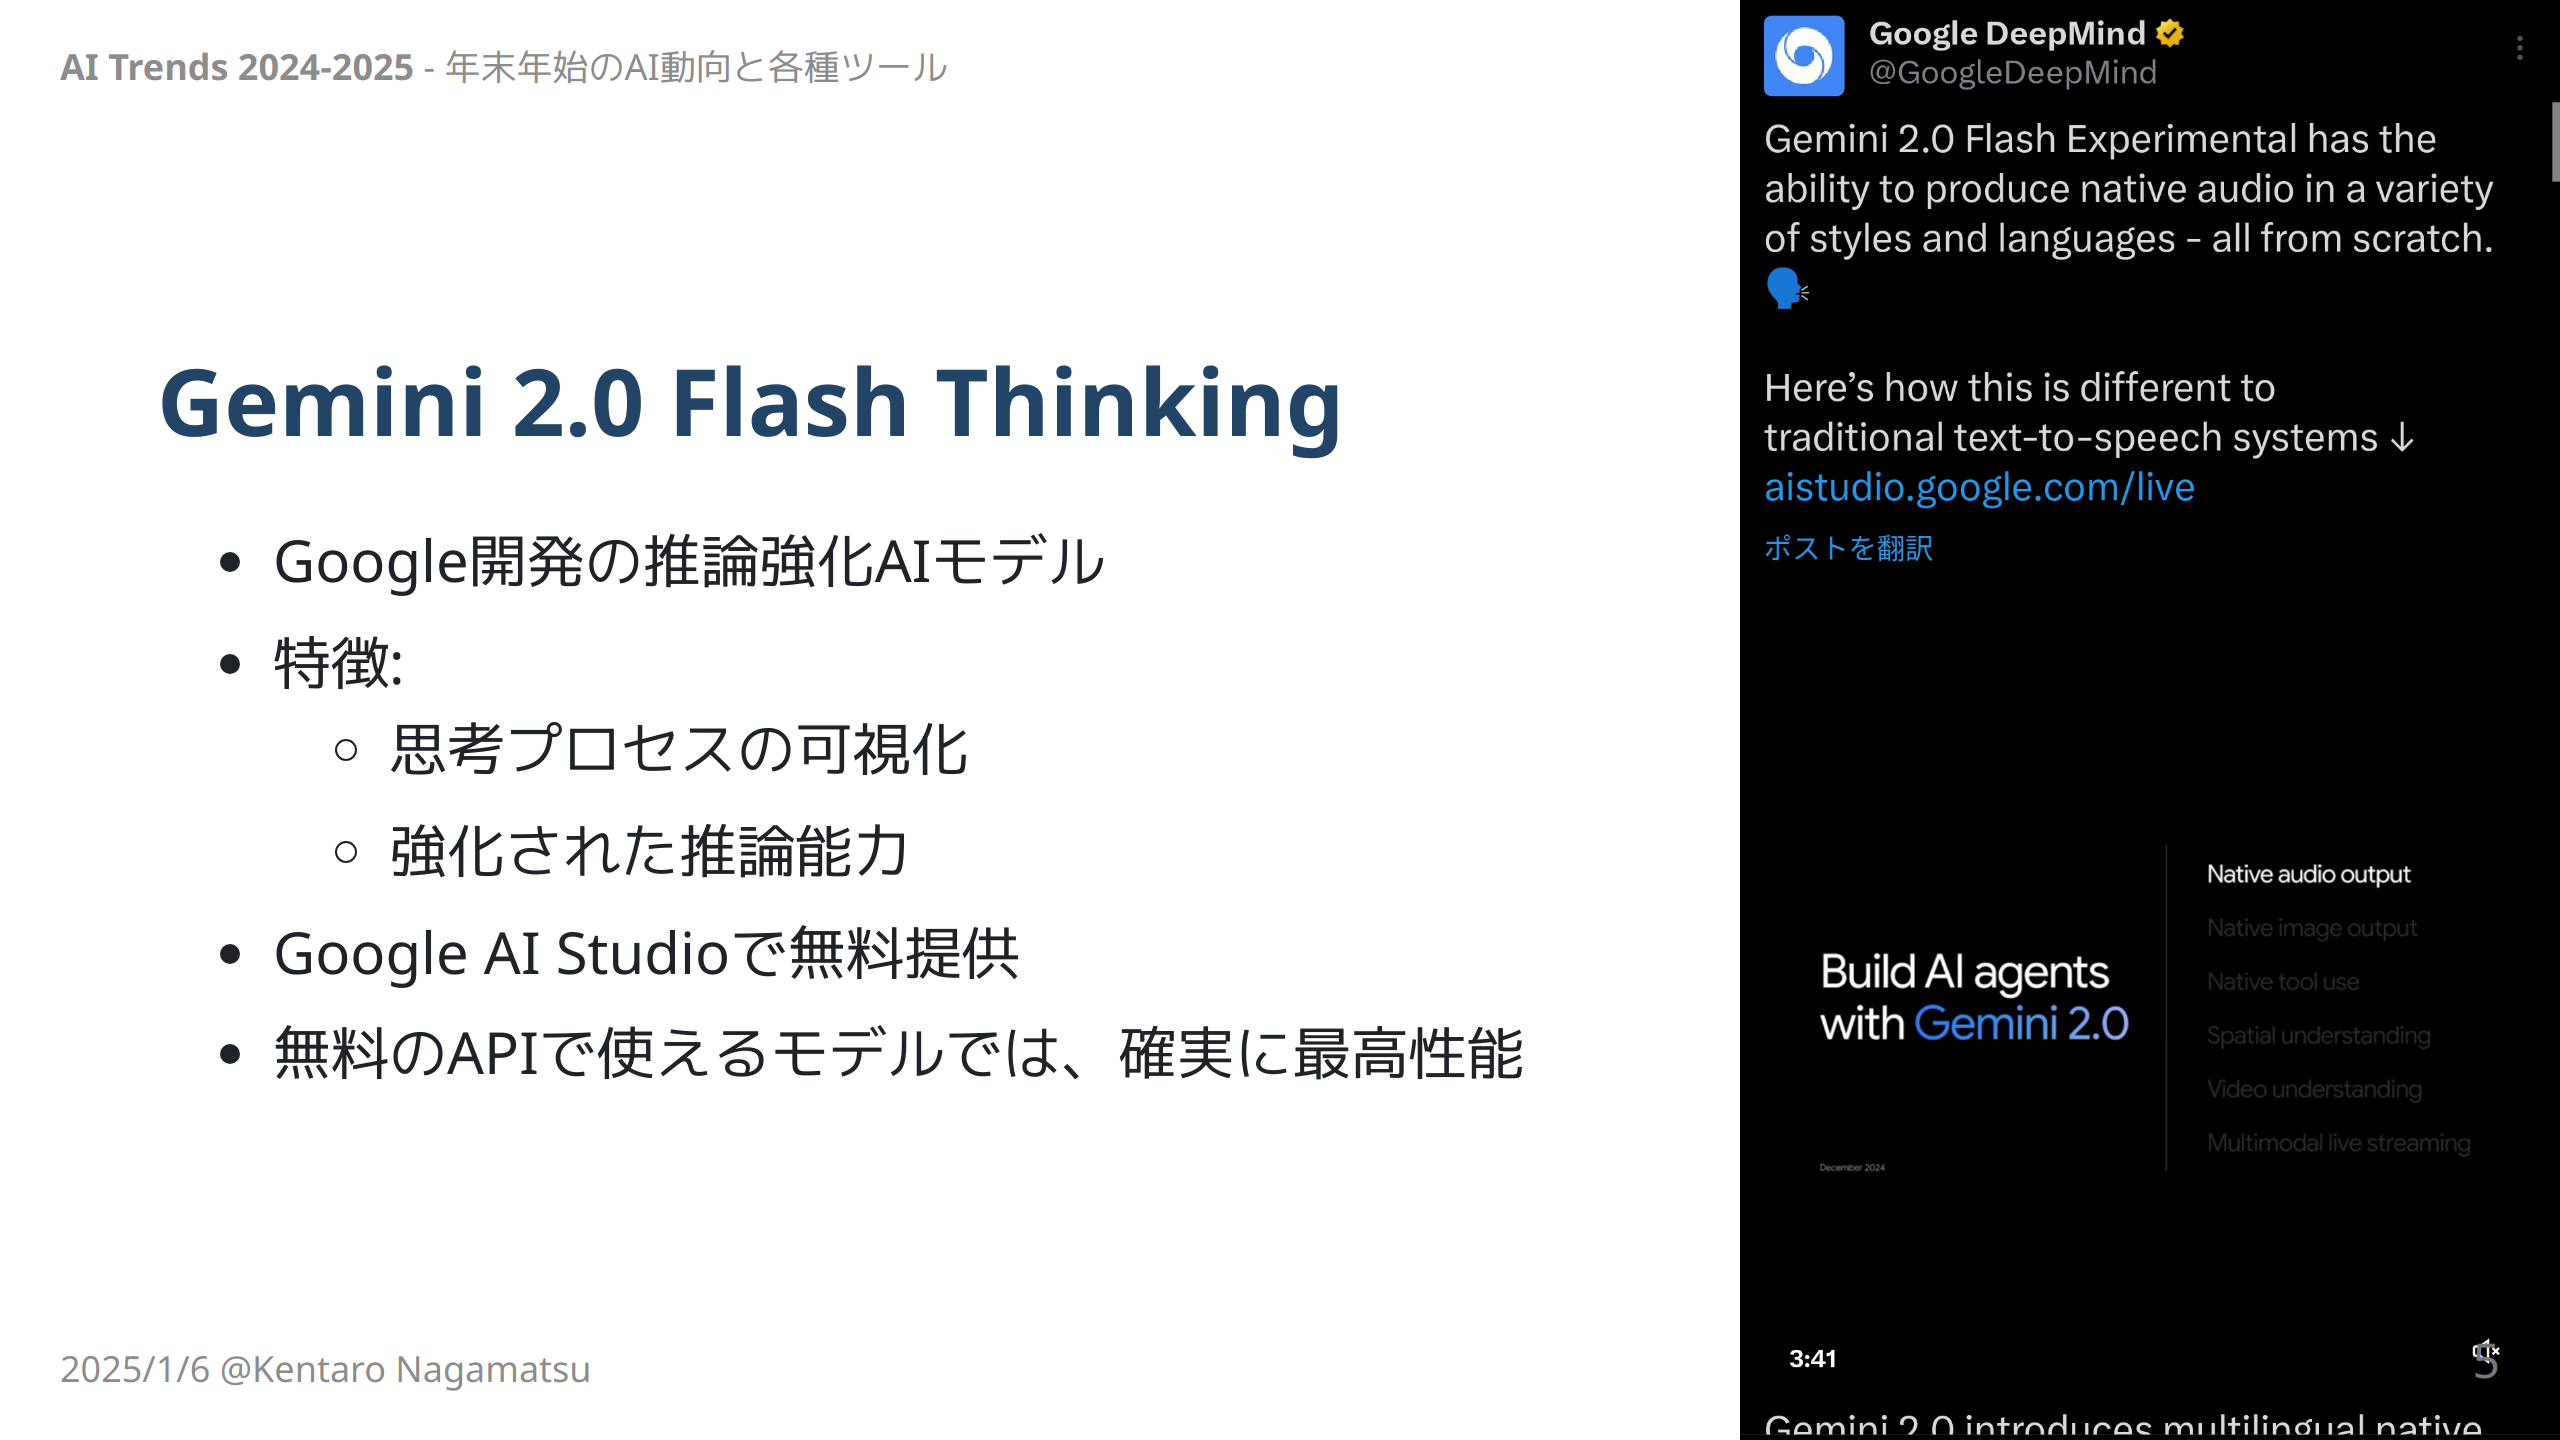 AI Trends 2024-2025 - 年末年始のAI動向と各種ツール
Gemini 2.0 Flash Thinking
Google開発の推論強化AIモデル
特徴:
思考プロセスの可視化
強化された推論能力
Google AI Studioで無料提供
無料のAPIで使えるモデルでは、確実に最高性能
2025/1/6 @Kentaro Nagamatsu
Google DeepMind
@GoogleDeepMind
Gemini 2.0 Flash Experimental has the
ability to produce native audio in a variety
of styles and languages - all from scratch.
Here’s how this is different to
traditional text-to-speech systems ↓
aistudio.google.com/live
ポストを翻訳
Build AI agents
with Gemini 2.0
December 2024
Native audio output
Native image output
Native tool use
Spatial understanding
Video understanding
Multimodal live streaming
3:41
5
Gemini 2.0 introduces multilingual native